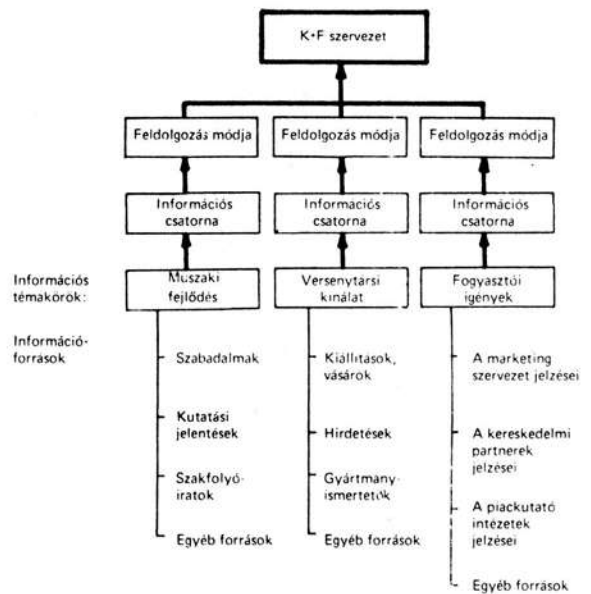 K+F szervezet
Feldolgozás módja
Feldolgozás módja
Feldolgozás módja
Információs
csatorna
Információs
csatorna
Információs
csatorna
Információs
témakörök:
Műszaki
fejlődés
Versenytársi
kinálat
Fogyasztói
igények
Információ-
források
Szabadalmak
Kutatási
jelentések
Szakfolyó-
iratok
Egyéb források
Kiállitások,
vásárok
Hirdetések
Gyártmány-
ismertetők
Egyéb források
A marketing
szervezet jelzései
A kereskedelmi
partnerek
jelzései
A piackutató
intézetek
jelzései
Egyéb források